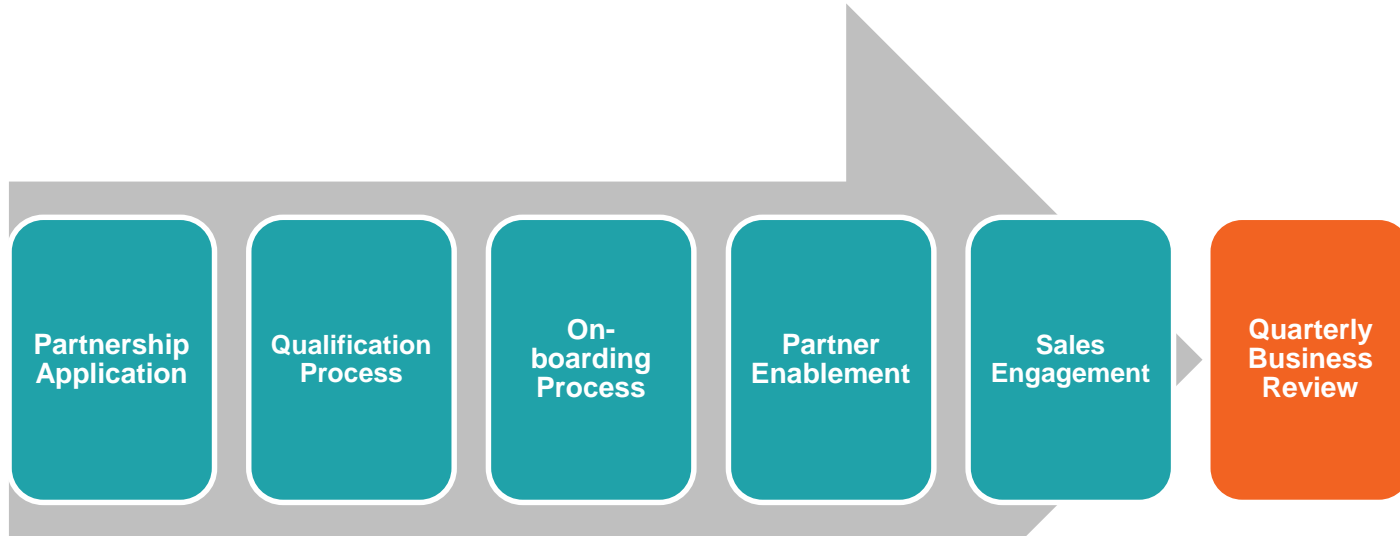 Partnership
Application
Qualification
Process
On-
boarding
Process
Partner
Enablement
Sales
Engagement
Quarterly
Business
Review